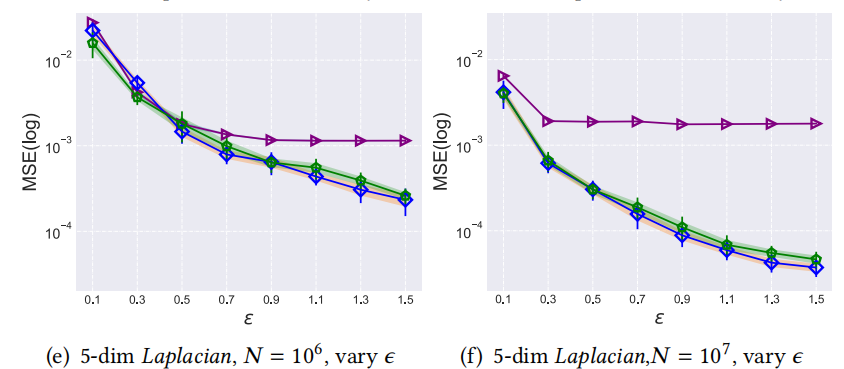 10⁻²
10⁻³
10⁻⁴
MSE(log)
0.1 0.3 0.5 0.7 0.9 1.1 1.3 1.5
ε
(e) 5-dim Laplacian, N = 10⁶, vary ϵ
10⁻²
10⁻³
10⁻⁴
MSE(log)
0.1 0.3 0.5 0.7 0.9 1.1 1.3 1.5
ε
(f) 5-dim Laplacian,N = 10⁷, vary ϵ